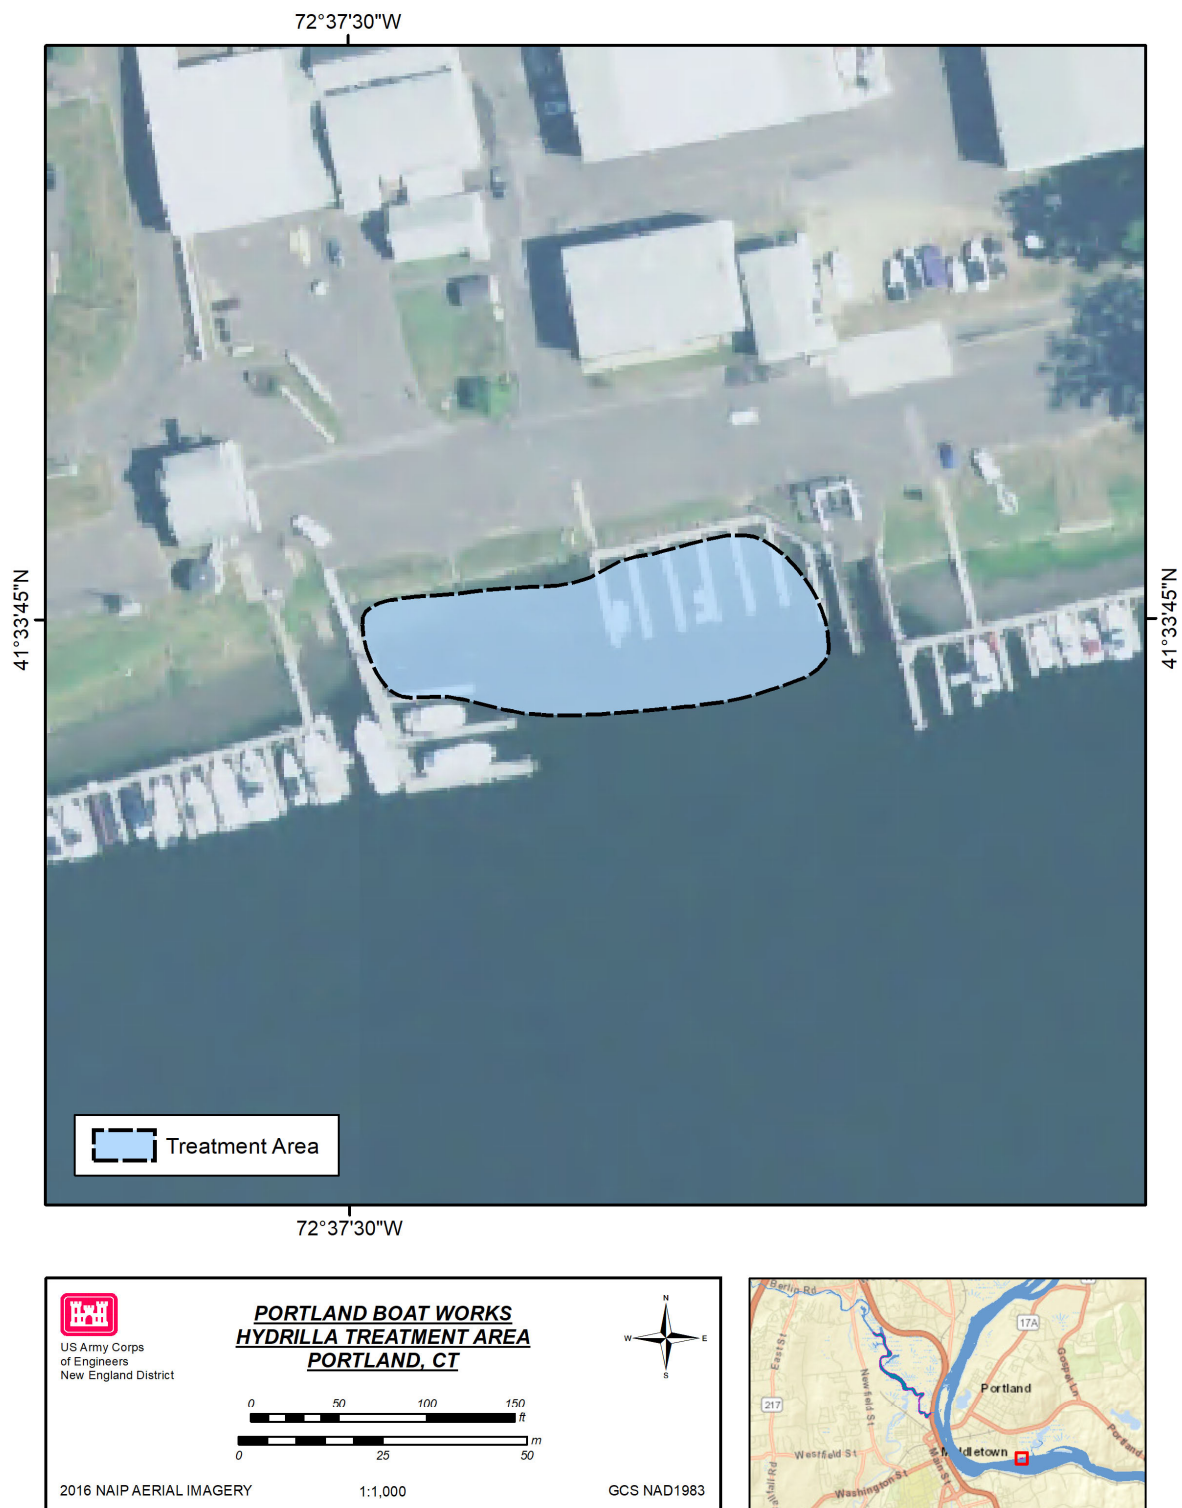 72°37'30"W
41°33'45"N
41°33'45"N
Treatment Area
72°37'30"W
US Army Corps
of Engineers
New England District
PORTLAND BOAT WORKS
HYDRILLA TREATMENT AREA
PORTLAND, CT
N
W E
S
0 50 100 150
ft
m
0 25 50
2016 NAIP AERIAL IMAGERY 1:1,000 GCS NAD1983
Berlin Rd
East St
17A
Gospel Ln
Newfield St
Portland
217
Portland
Westfield St
Middletown
Main St
Washington St